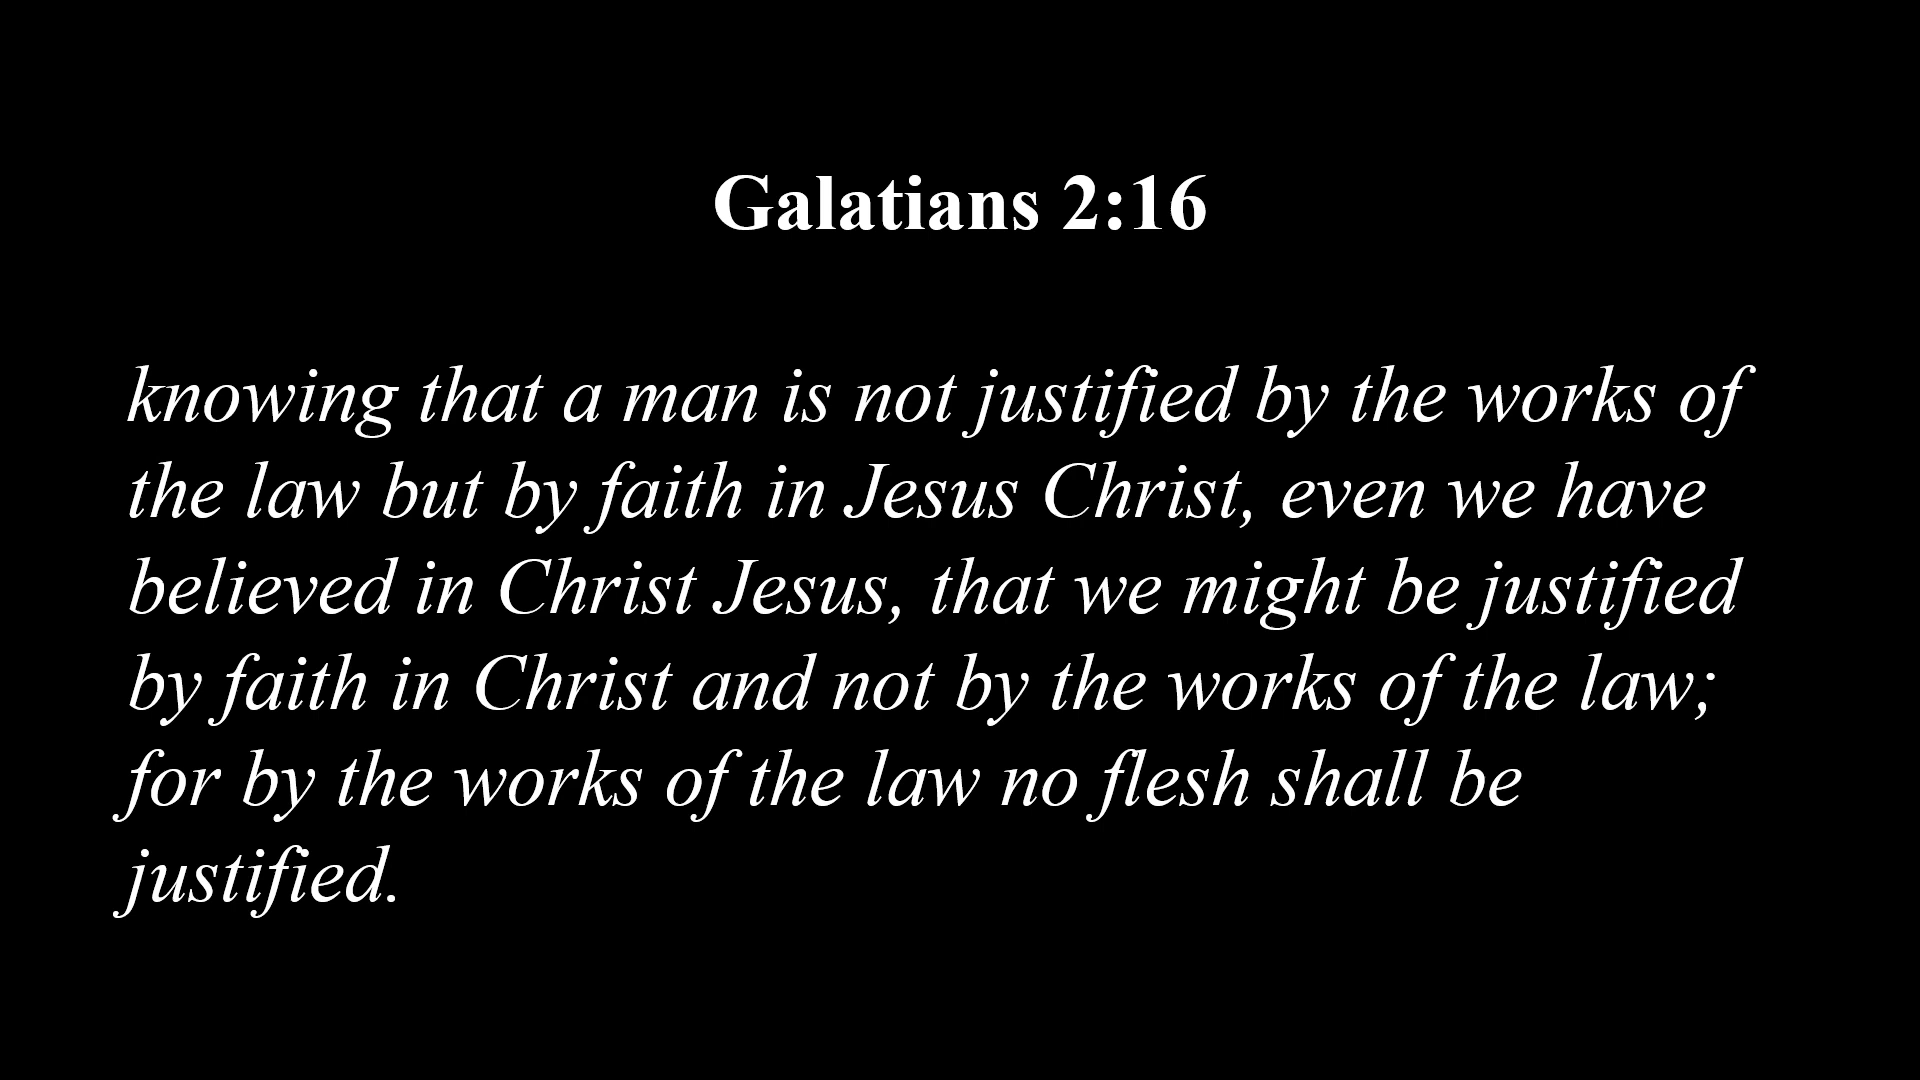 Galatians 2:16
knowing that a man is not justified by the works of
the law but by faith in Jesus Christ, even we have
believed in Christ Jesus, that we might be justified
by faith in Christ and not by the works of the law;
for by the works of the law no flesh shall be
justified.